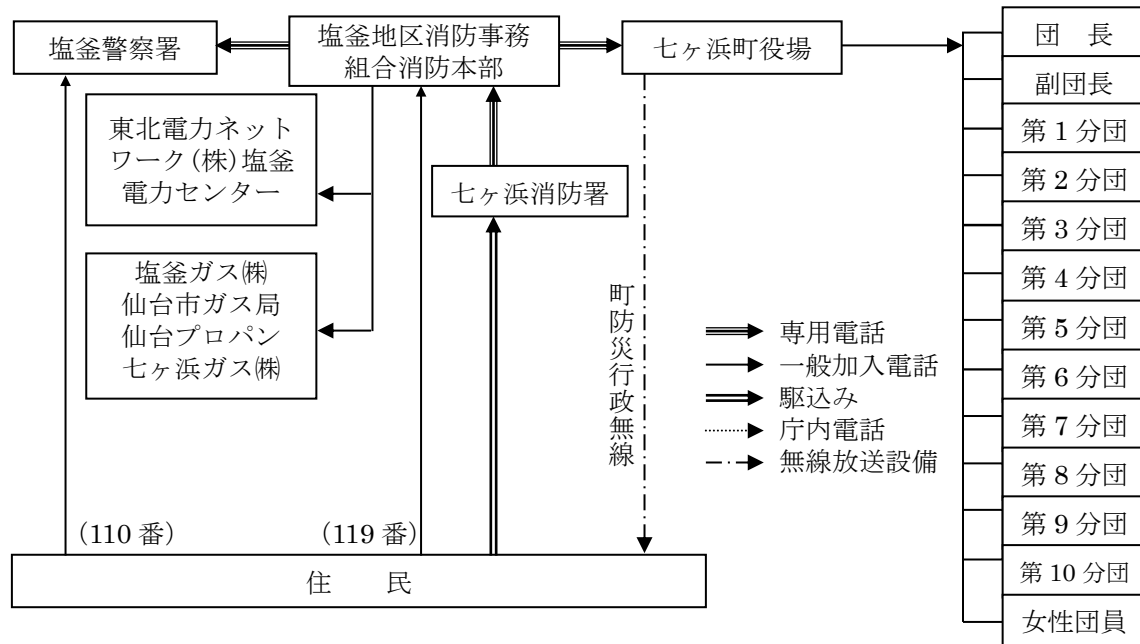 塩釜警察署
塩釜地区消防事務
組合消防本部
七ヶ浜町役場
東北電力ネット
ワーク(株)塩釜
電力センター
七ヶ浜消防署
塩釜ガス㈱
仙台市ガス局
仙台プロパン
七ヶ浜ガス㈱
町防災行政無線
専用電話
一般加入電話
駆込み
庁内電話
無線放送設備
(110 番)
(119 番)
住 民
団 長
副団長
第 1 分団
第 2 分団
第 3 分団
第 4 分団
第 5 分団
第 6 分団
第 7 分団
第 8 分団
第 9 分団
第 10 分団
女性団員